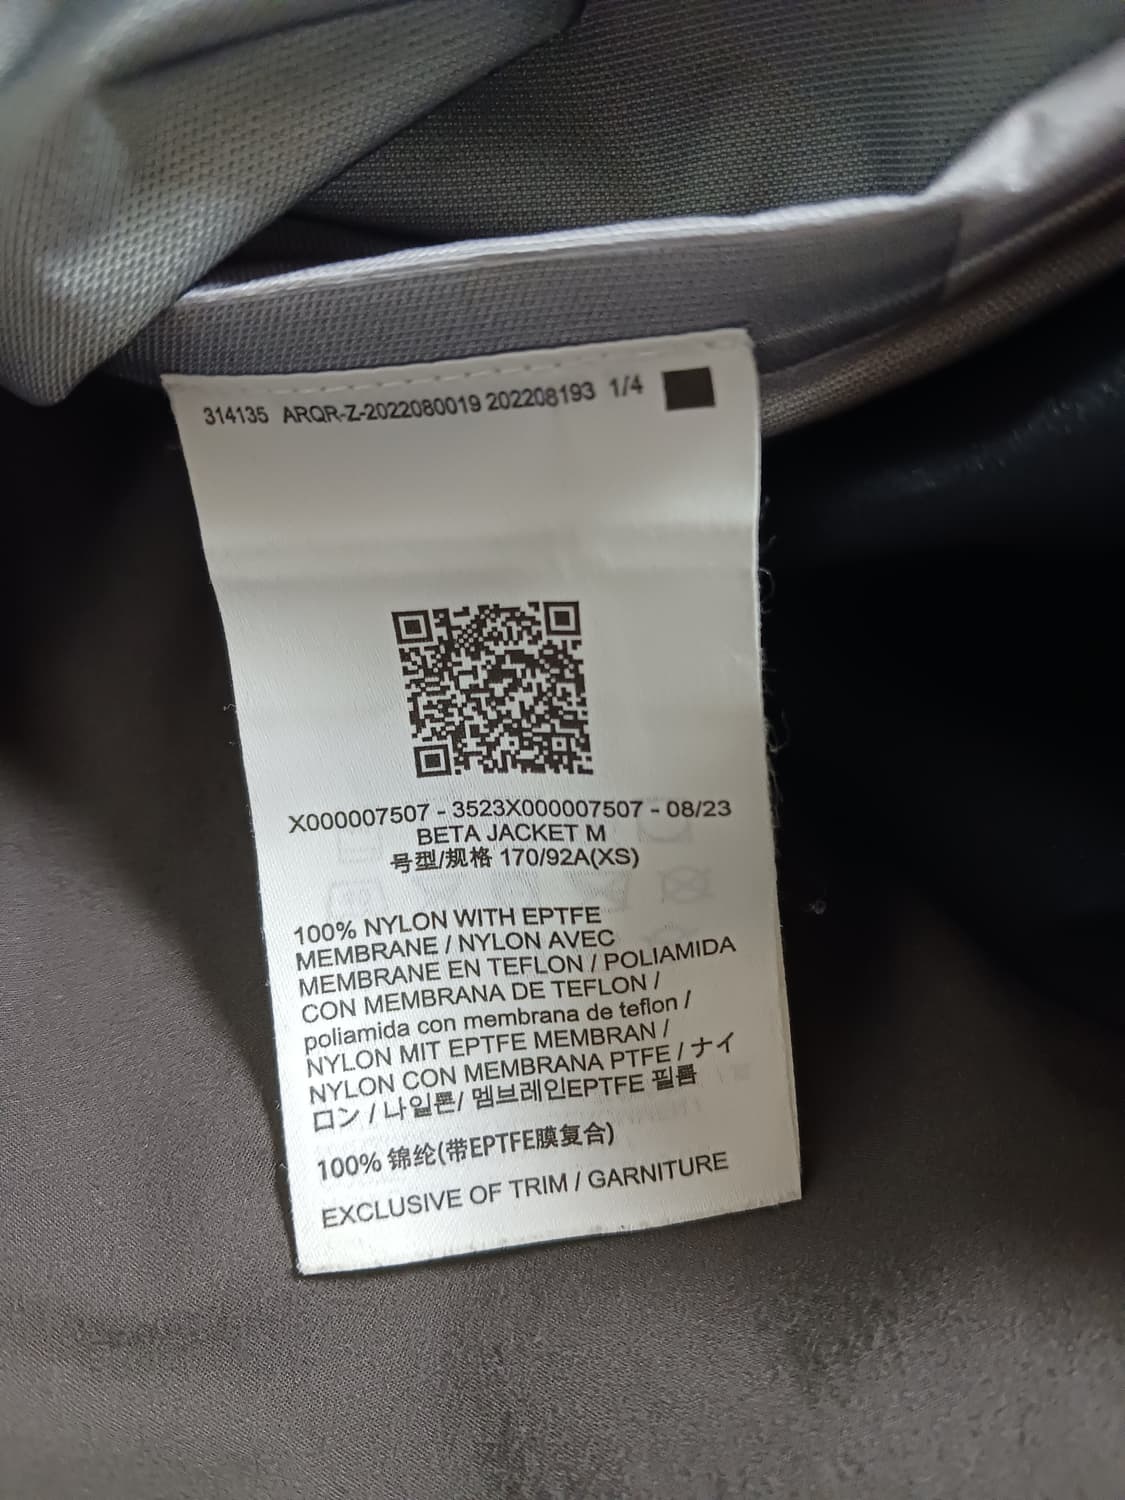 314135 ARQR-Z-2022080019 202208193 1/4
X000007507 - 3523X000007507 - 08/23
BETA JACKET M
号型/规格 170/92A(XS)
100% NYLON WITH EPTFE
MEMBRANE / NYLON AVEC
MEMBRANE EN TEFLON / POLIAMIDA
CON MEMBRANA DE TEFLON /
poliamida con membrana de teflon /
NYLON MIT EPTFE MEMBRAN /
NYLON CON MEMBRANA PTFE / ナイ
ロン / 나일론/ 멤브레인EPTFE 필름
100% 锦纶(带EPTFE膜复合)
EXCLUSIVE OF TRIM / GARNITURE